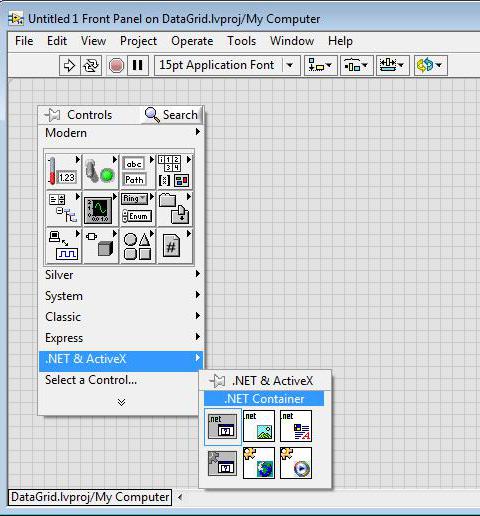 Untitled 1 Front Panel on DataGrid.lvproj/My Computer
File Edit View Project Operate Tools Window Help
15pt Application Font
Controls Search
Modern
1.23
abc
Path
Ring
Enum
#
Silver
System
Classic
Express
.NET & ActiveX
Select a Control...
.NET & ActiveX
.NET Container
.net .net .net
DataGrid.lvproj/My Computer